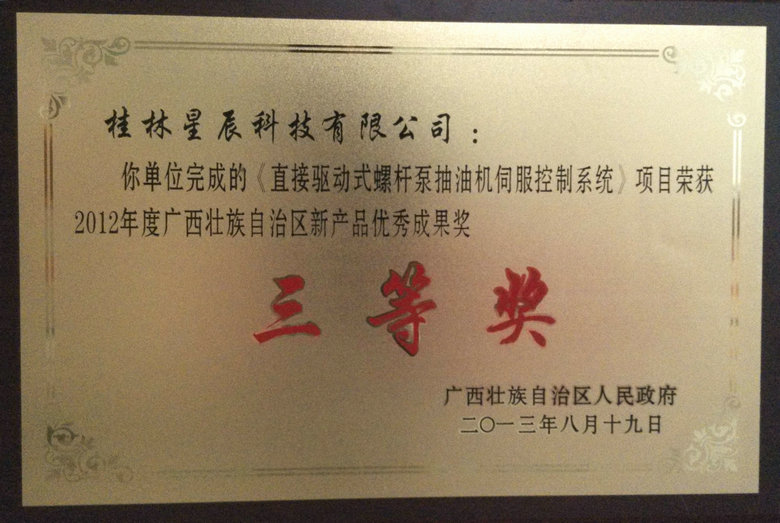 桂林星辰科技有限公司：
你单位完成的《直接驱动式螺杆泵抽油机伺服控制系统》项目荣获
2012年度广西壮族自治区新产品优秀成果奖
三等奖
广西壮族自治区人民政府
二〇一三年八月十九日